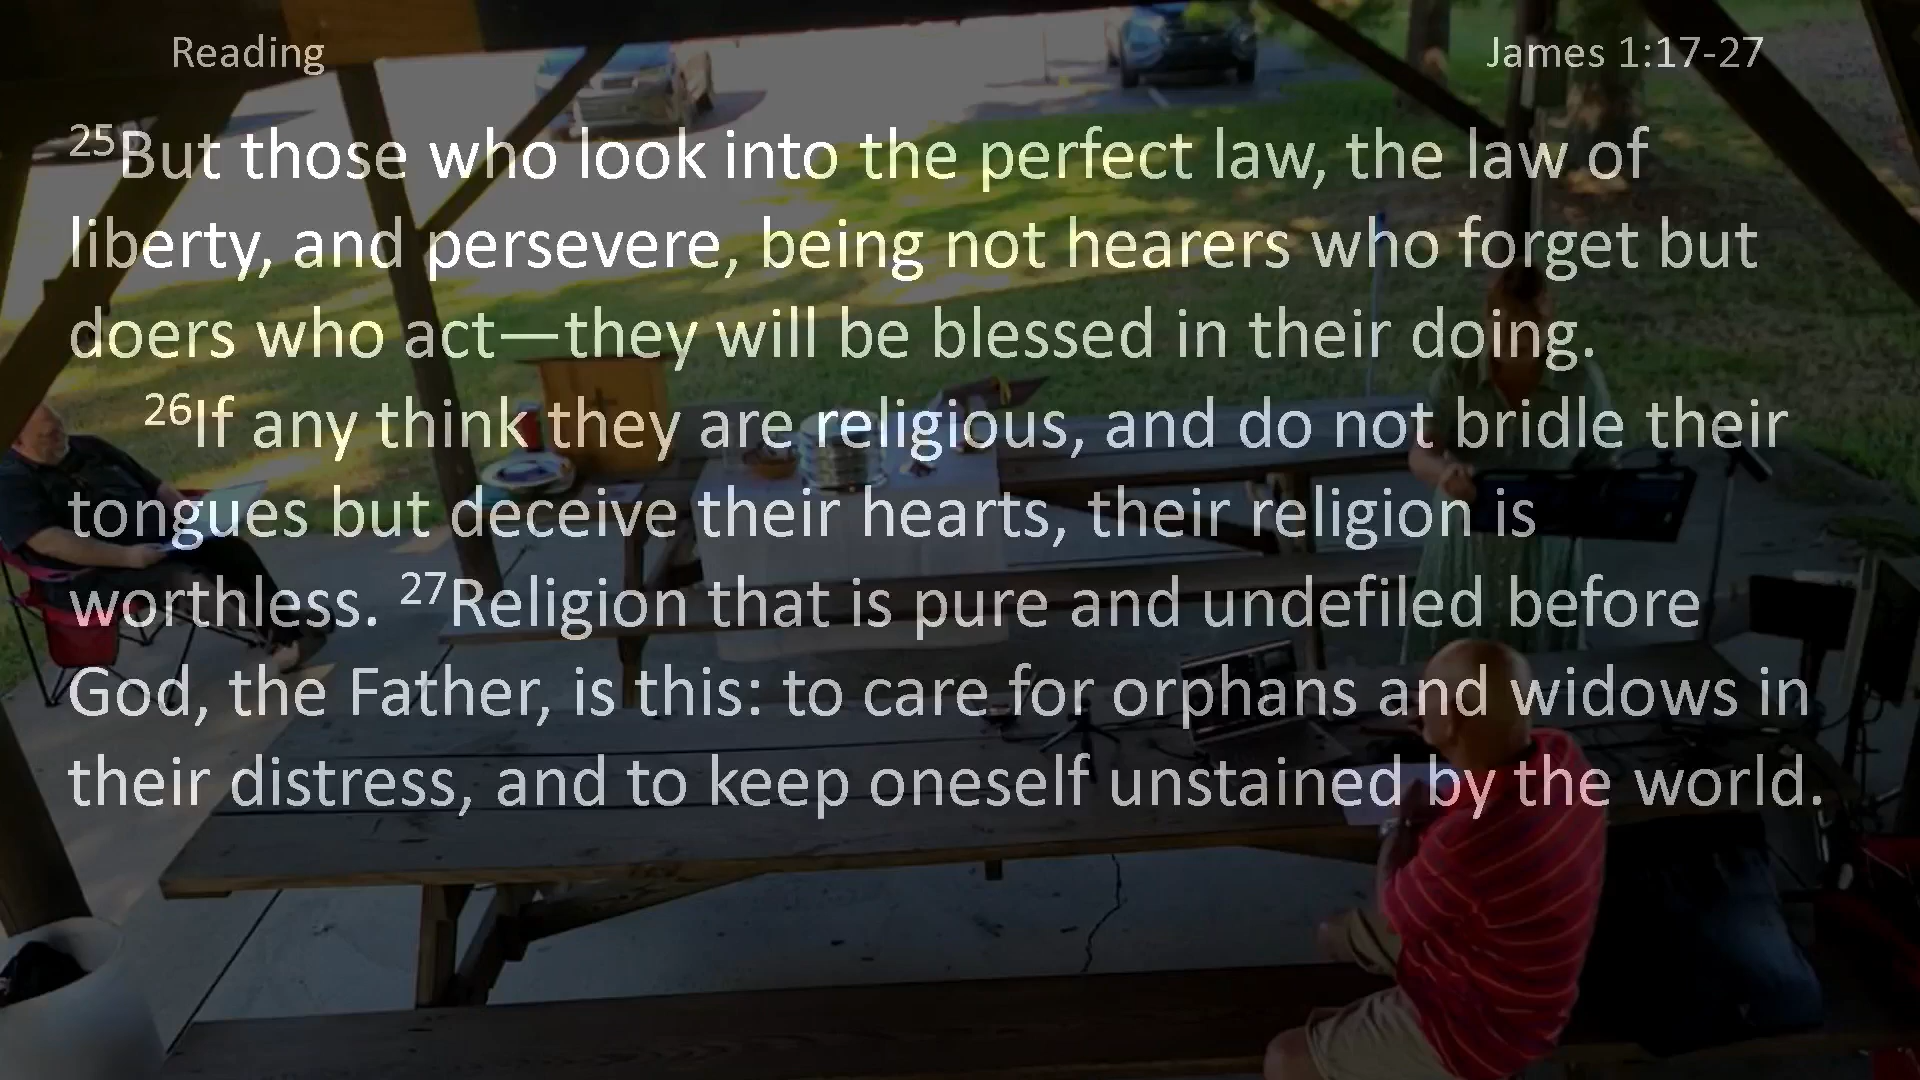 Reading
James 1:17-27
25But those who look into the perfect law, the law of
liberty, and persevere, being not hearers who forget but
doers who act—they will be blessed in their doing.
26If any think they are religious, and do not bridle their
tongues but deceive their hearts, their religion is
worthless. 27Religion that is pure and undefiled before
God, the Father, is this: to care for orphans and widows in
their distress, and to keep oneself unstained by the world.